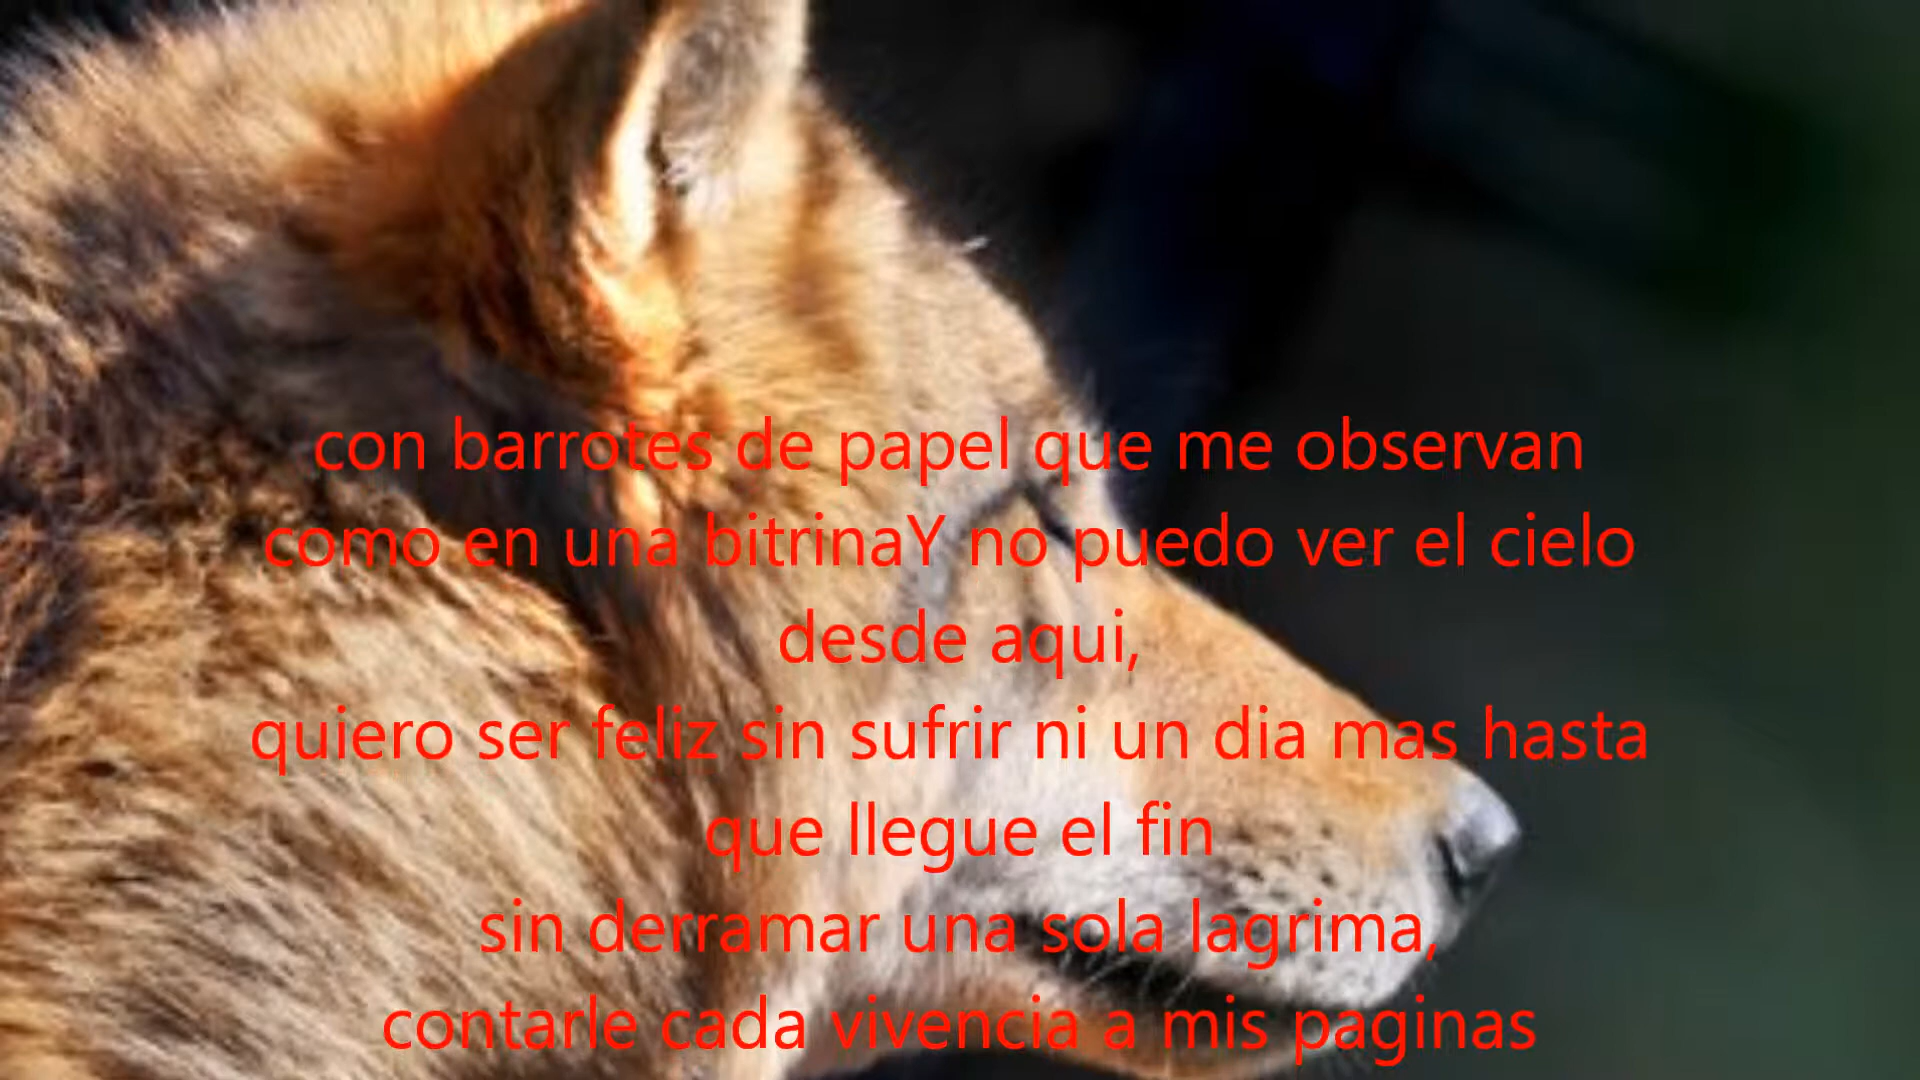 con barrotes de papel que me observan
como en una bitrinaY no puedo ver el cielo
desde aqui,
quiero ser feliz sin sufrir ni un dia mas hasta
que llegue el fin
sin derramar una sola lagrima,
contarle cada vivencia a mis paginas